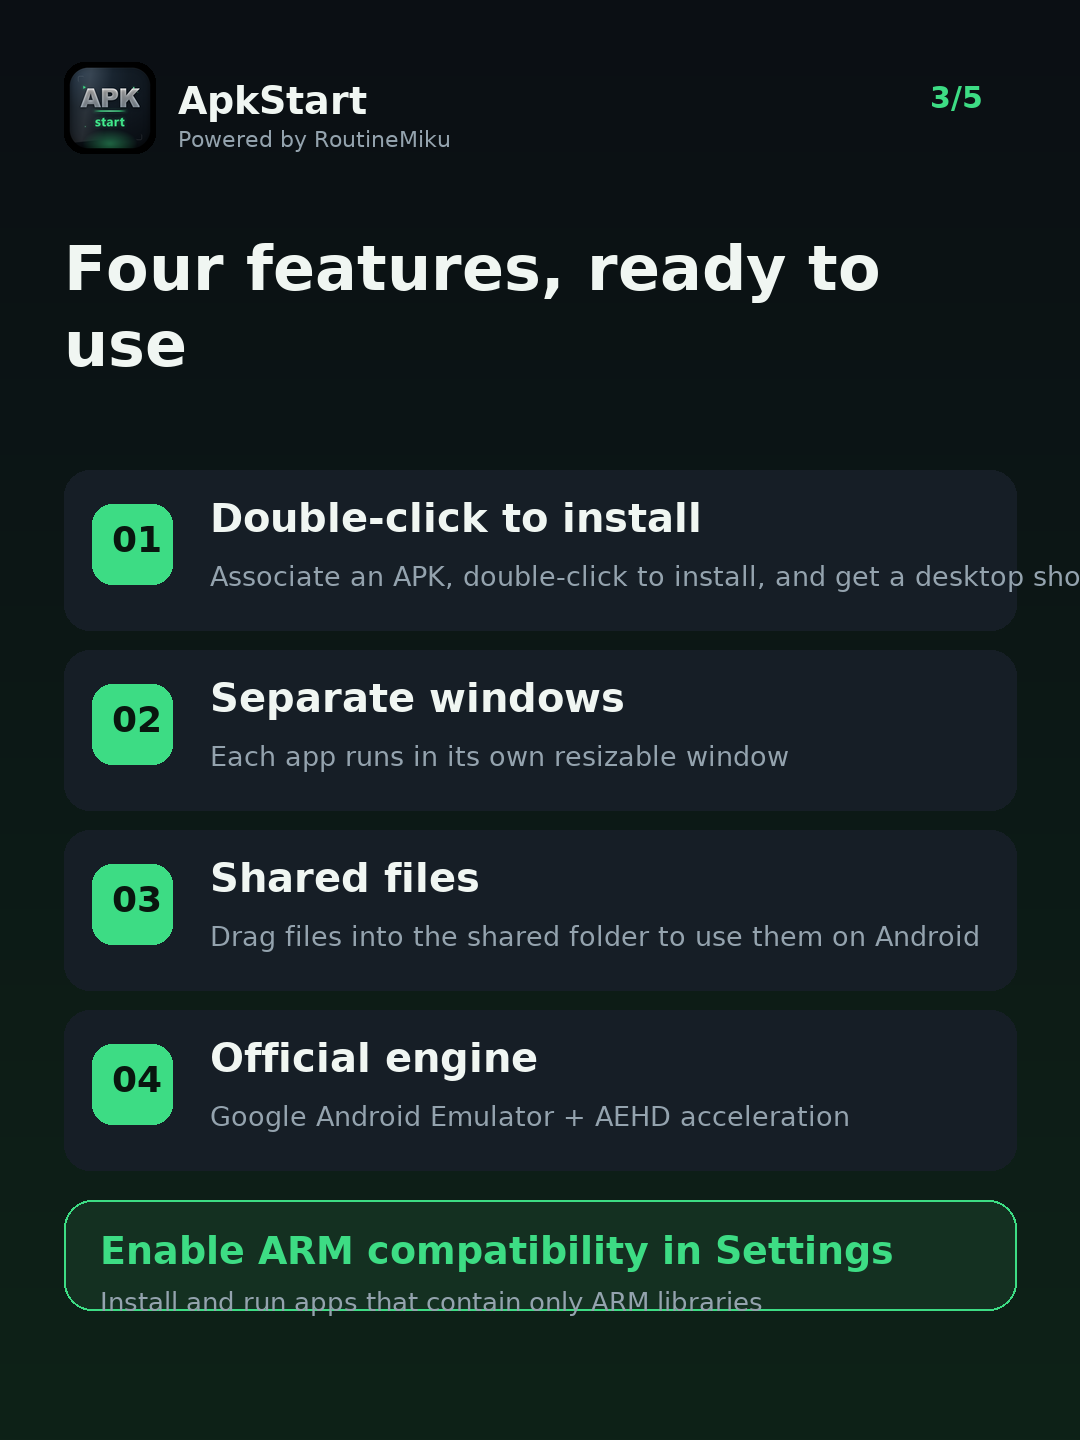 APK
start
ApkStart
Powered by RoutineMiku
3/5
Four features, ready to
use
01
Double-click to install
Associate an APK, double-click to install, and get a desktop sho
02
Separate windows
Each app runs in its own resizable window
03
Shared files
Drag files into the shared folder to use them on Android
04
Official engine
Google Android Emulator + AEHD acceleration
Enable ARM compatibility in Settings
Install and run apps that contain only ARM libraries